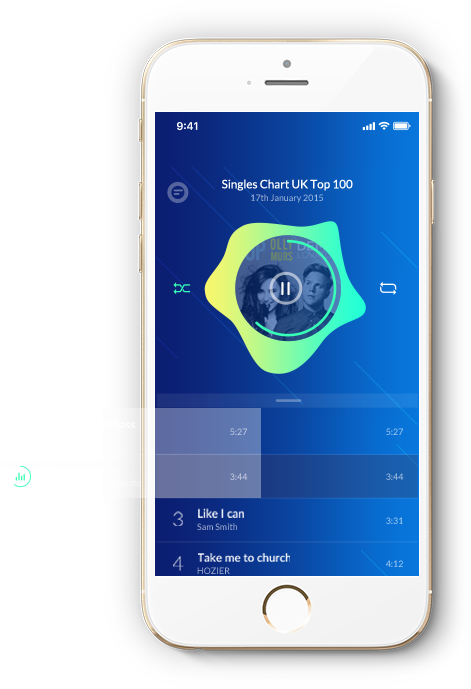 9:41
Singles Chart UK Top 100
17th January 2015
OLLY
MURS
5:27 5:27
3:44 3:44
3 Like I can 3:31
Sam Smith
4 Take me to church 4:12
HOZIER